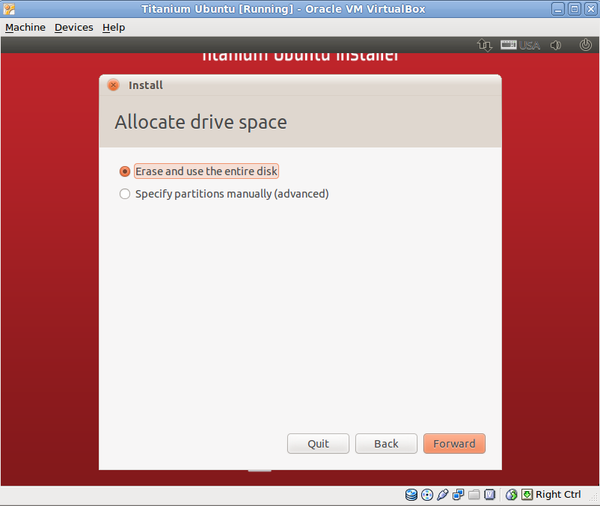 Titanium Ubuntu [Running] - Oracle VM VirtualBox
Machine Devices Help
USA
Titanium Ubuntu Installer
Install
Allocate drive space
Erase and use the entire disk
Specify partitions manually (advanced)
Quit Back Forward
Right Ctrl